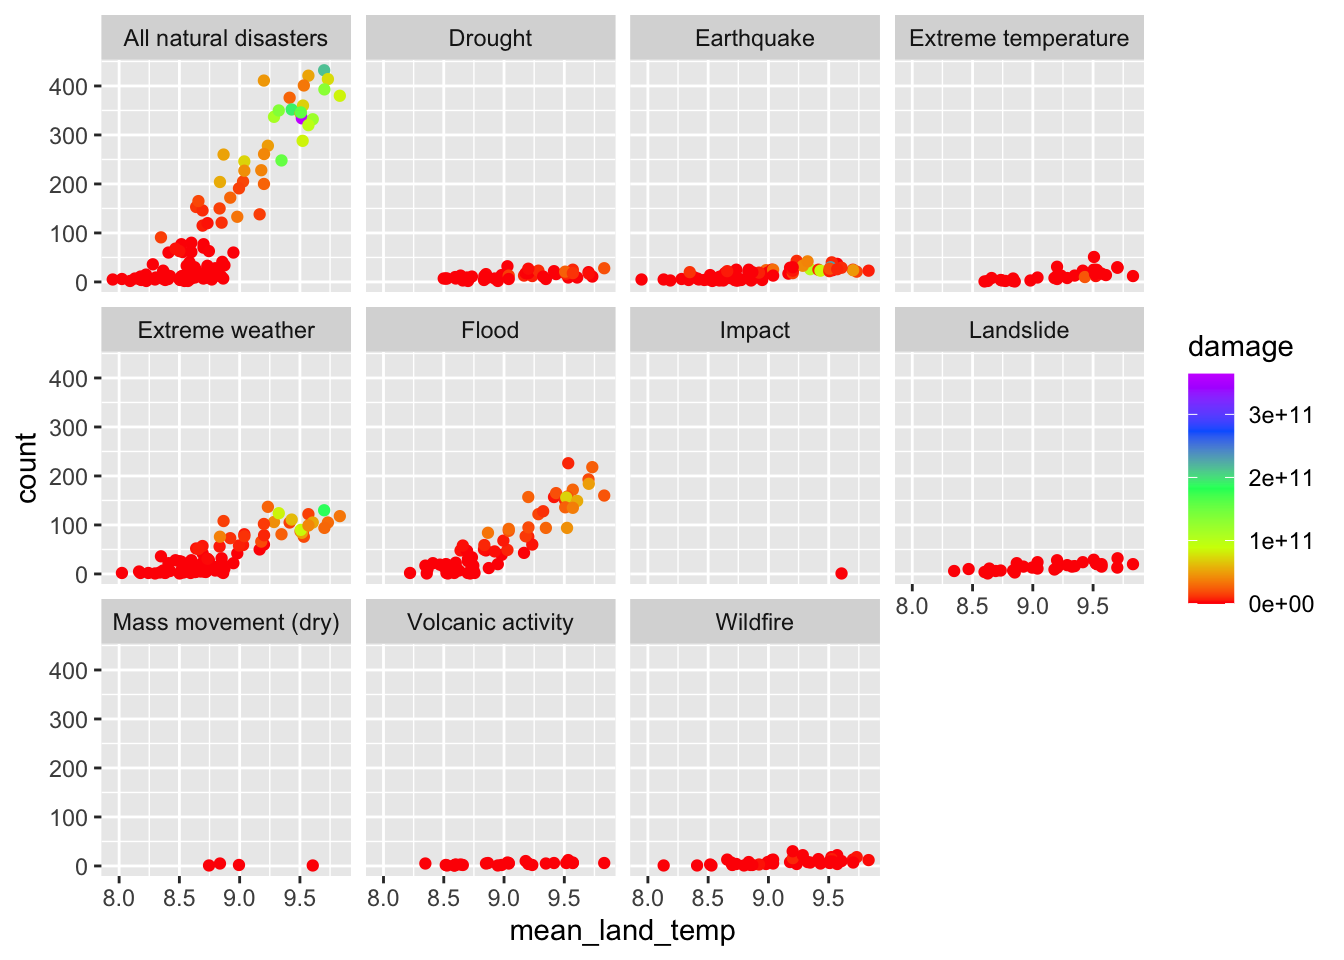 All natural disasters Drought Earthquake Extreme temperature
400
300
200
100
0
Extreme weather Flood Impact Landslide
400
300
200
100
0
8.0 8.5 9.0 9.5
Mass movement (dry) Volcanic activity Wildfire
400
300
200
100
0
8.0 8.5 9.0 9.5 8.0 8.5 9.0 9.5 8.0 8.5 9.0 9.5
mean_land_temp
count
damage
3e+11
2e+11
1e+11
0e+00